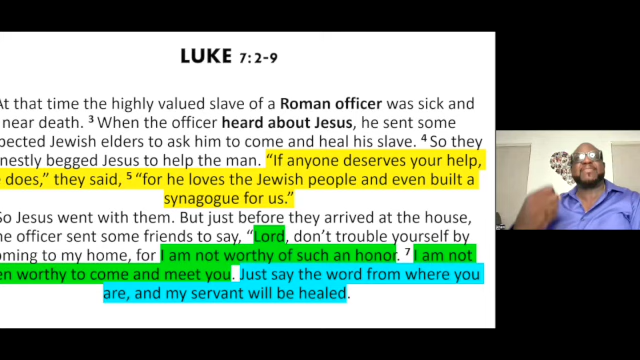 LUKE 7:2-9
At that time the highly valued slave of a Roman officer was sick and
near death. ³ When the officer heard about Jesus, he sent some
pected Jewish elders to ask him to come and heal his slave. ⁴ So they
nestly begged Jesus to help the man. “If anyone deserves your help,
e does,” they said, ⁵ “for he loves the Jewish people and even built a
synagogue for us.”
So Jesus went with them. But just before they arrived at the house,
he officer sent some friends to say, “Lord, don’t trouble yourself by
oming to my home, for I am not worthy of such an honor. ⁷ I am not
en worthy to come and meet you. Just say the word from where you
are, and my servant will be healed.